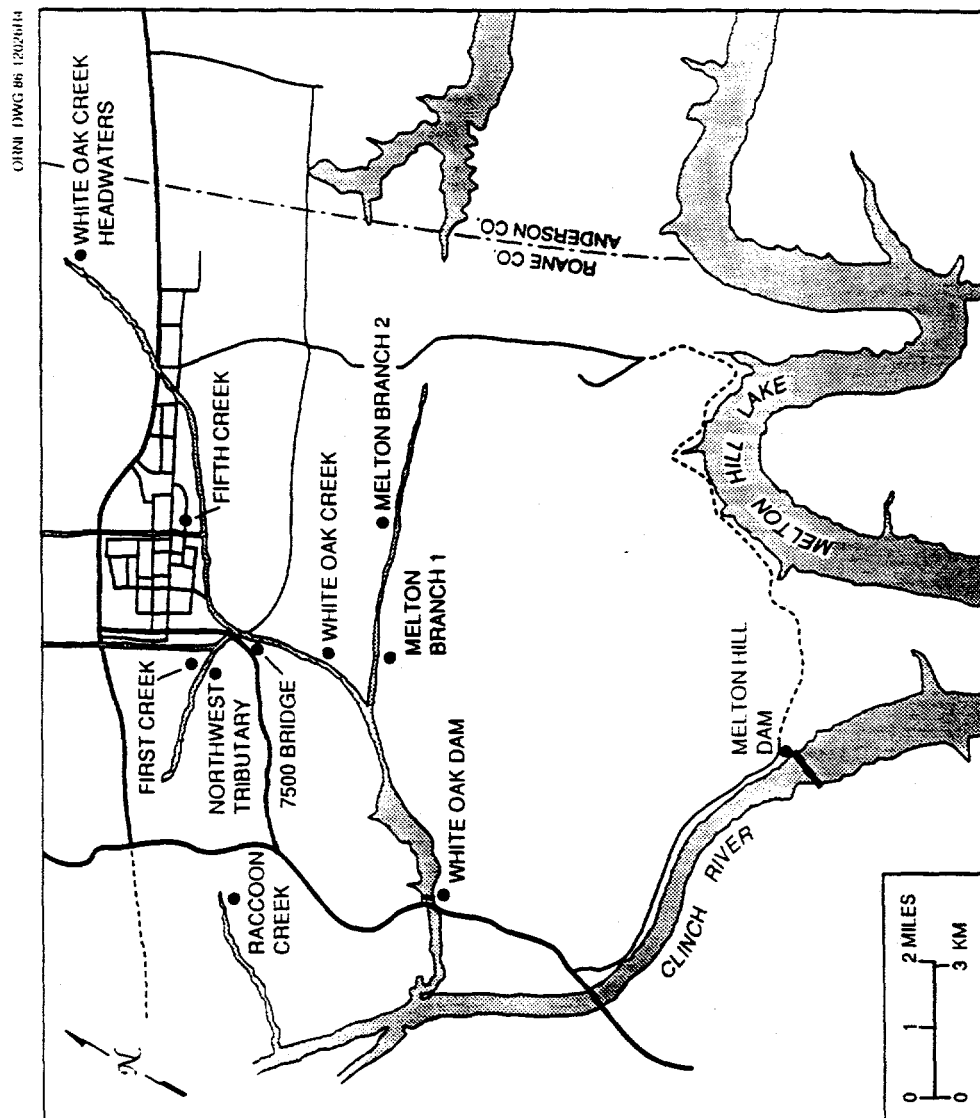 ORNL DWG 86 12026R4
WHITE OAK CREEK
HEADWATERS
ROANE CO.
ANDERSON CO.
FIFTH CREEK
MELTON BRANCH 2
WHITE OAK CREEK
MELTON
BRANCH 1
FIRST CREEK
NORTHWEST
TRIBUTARY
7500 BRIDGE
RACCOON
CREEK
WHITE OAK DAM
MELTON HILL
DAM
MELTON HILL LAKE
CLINCH RIVER
N
0 1 2 MILES
0 3 KM